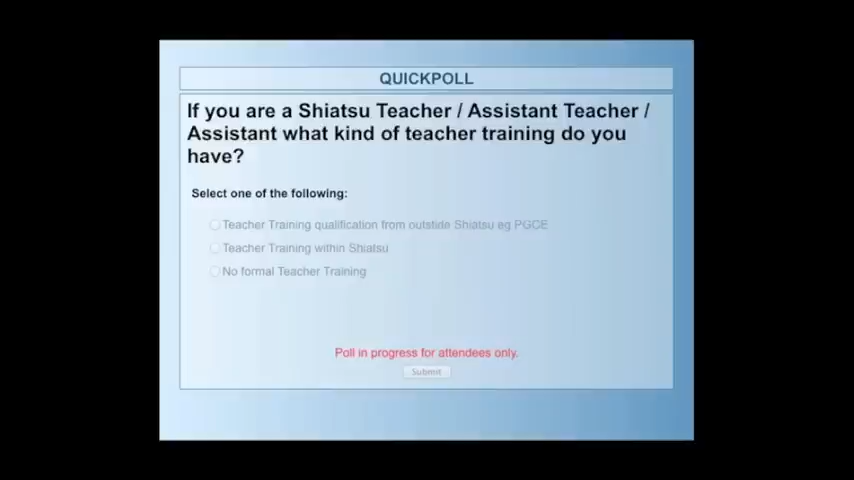 QUICKPOLL
If you are a Shiatsu Teacher / Assistant Teacher /
Assistant what kind of teacher training do you
have?
Select one of the following:
Teacher Training qualification from outstide Shiatsu eg PGCE
Teacher Training within Shiatsu
No formal Teacher Training
Poll in progress for attendees only.
Submit